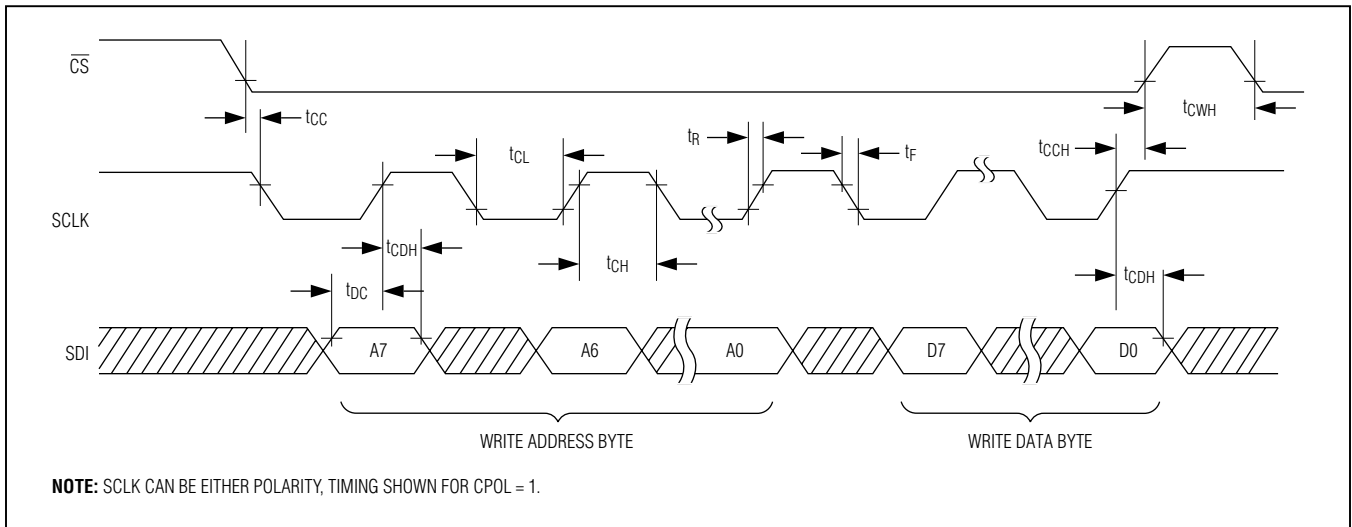 CS
tCC
tCWH
tR
tCL
tF
tCCH
SCLK
tCDH
tCH
tCDH
tDC
SDI
A7
A6
A0
D7
D0
WRITE ADDRESS BYTE
WRITE DATA BYTE
NOTE: SCLK CAN BE EITHER POLARITY, TIMING SHOWN FOR CPOL = 1.